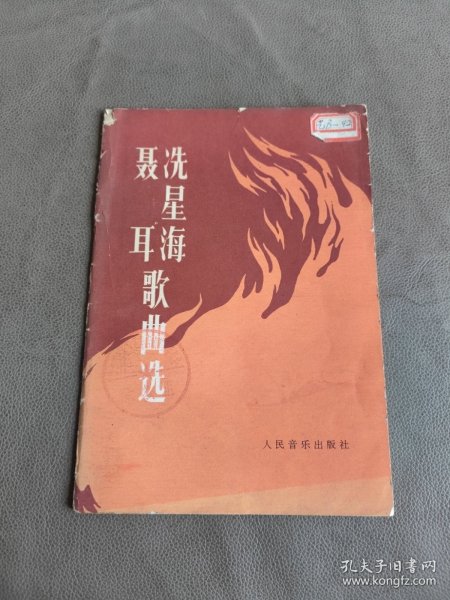 聂耳
冼星海
歌曲选
人民音乐出版社
孔夫子旧书网
www.kongfz.com